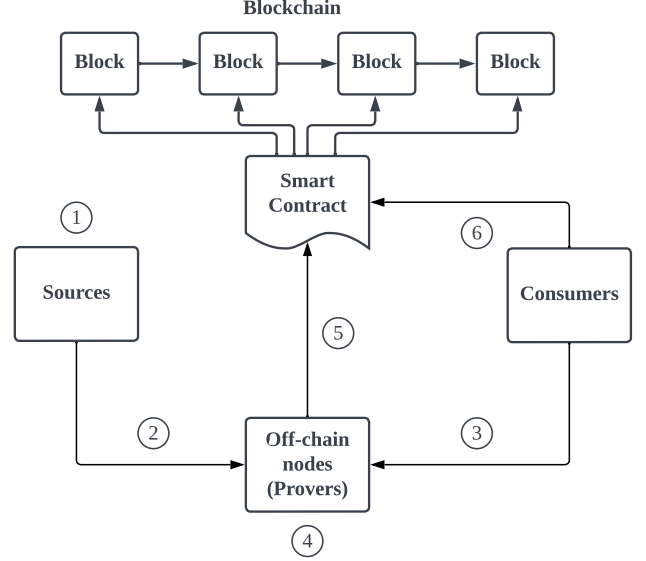 Blockchain
Block
Block
Block
Block
Smart
Contract
1
6
Sources
Consumers
5
2
3
Off-chain
nodes
(Provers)
4